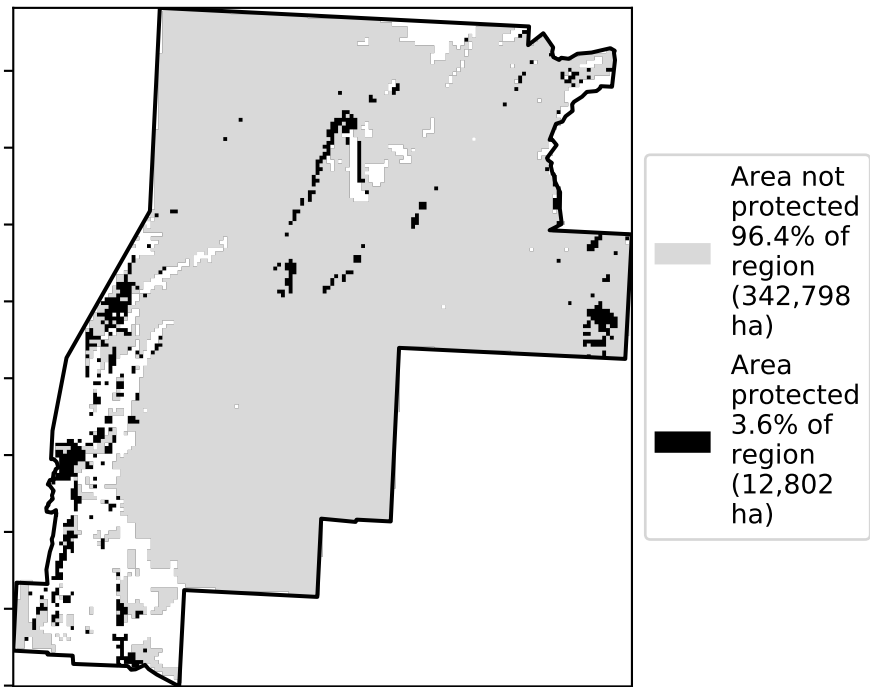 Area not
protected
96.4% of
region
(342,798
ha)
Area
protected
3.6% of
region
(12,802
ha)